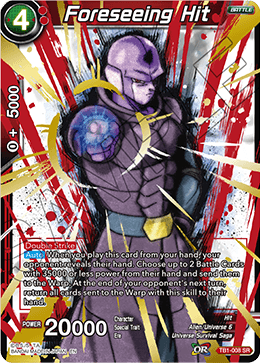 4
Foreseeing Hit
BATTLE
0 + 5000
Double Strike
Auto When you play this card from your hand, your
opponent reveals their hand. Choose up to 2 Battle Cards
with 35000 or less power from their hand and send them
to the Warp. At the end of your opponent's next turn,
return all cards sent to the Warp with this skill to their
hand.
POWER 20000
Character Hit
Special Trait Alien/Universe 6
Era Universe Survival Saga
TB1-008 SR